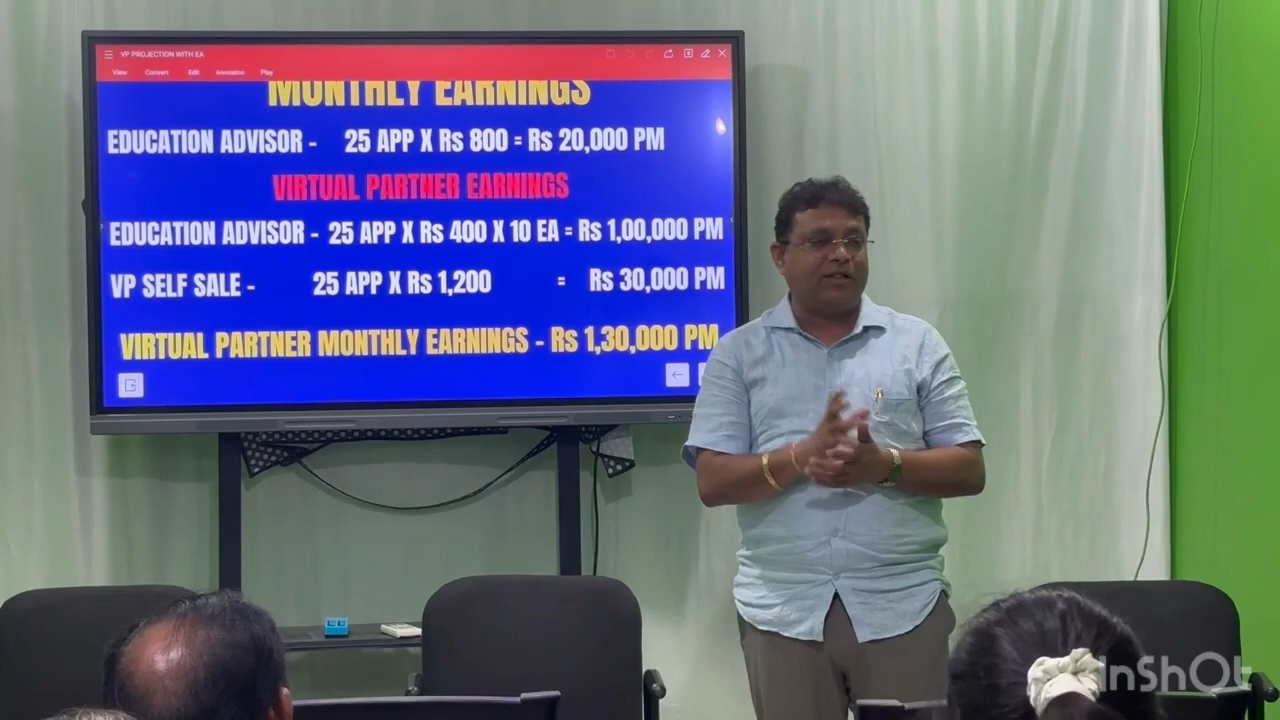 VP PROJECTION WITH EA
View Convert Edit Annotation Play
MONTHLY EARNINGS
EDUCATION ADVISOR - 25 APP X Rs 800 = Rs 20,000 PM
VIRTUAL PARTNER EARNINGS
EDUCATION ADVISOR - 25 APP X Rs 400 X 10 EA = Rs 1,00,000 PM
VP SELF SALE - 25 APP X Rs 1,200 = Rs 30,000 PM
VIRTUAL PARTNER MONTHLY EARNINGS - Rs 1,30,000 PM
InShOt